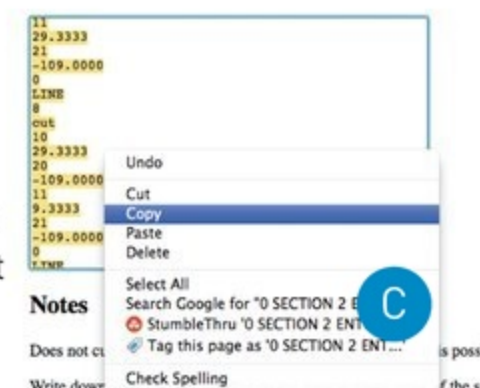 11
29.3333
21
-109.0000
0
LINE
8
cut
10
29.3333
20
-109.0000
11
9.3333
21
-109.0000
0
LINE
Undo
Cut
Copy
Paste
Delete
Select All
Search Google for "0 SECTION 2 E
StumbleThru '0 SECTION 2 ENT
Tag this page as '0 SECTION 2 ENT...'
Check Spelling
C
Notes
Does not cu
is poss
Write down
f the s